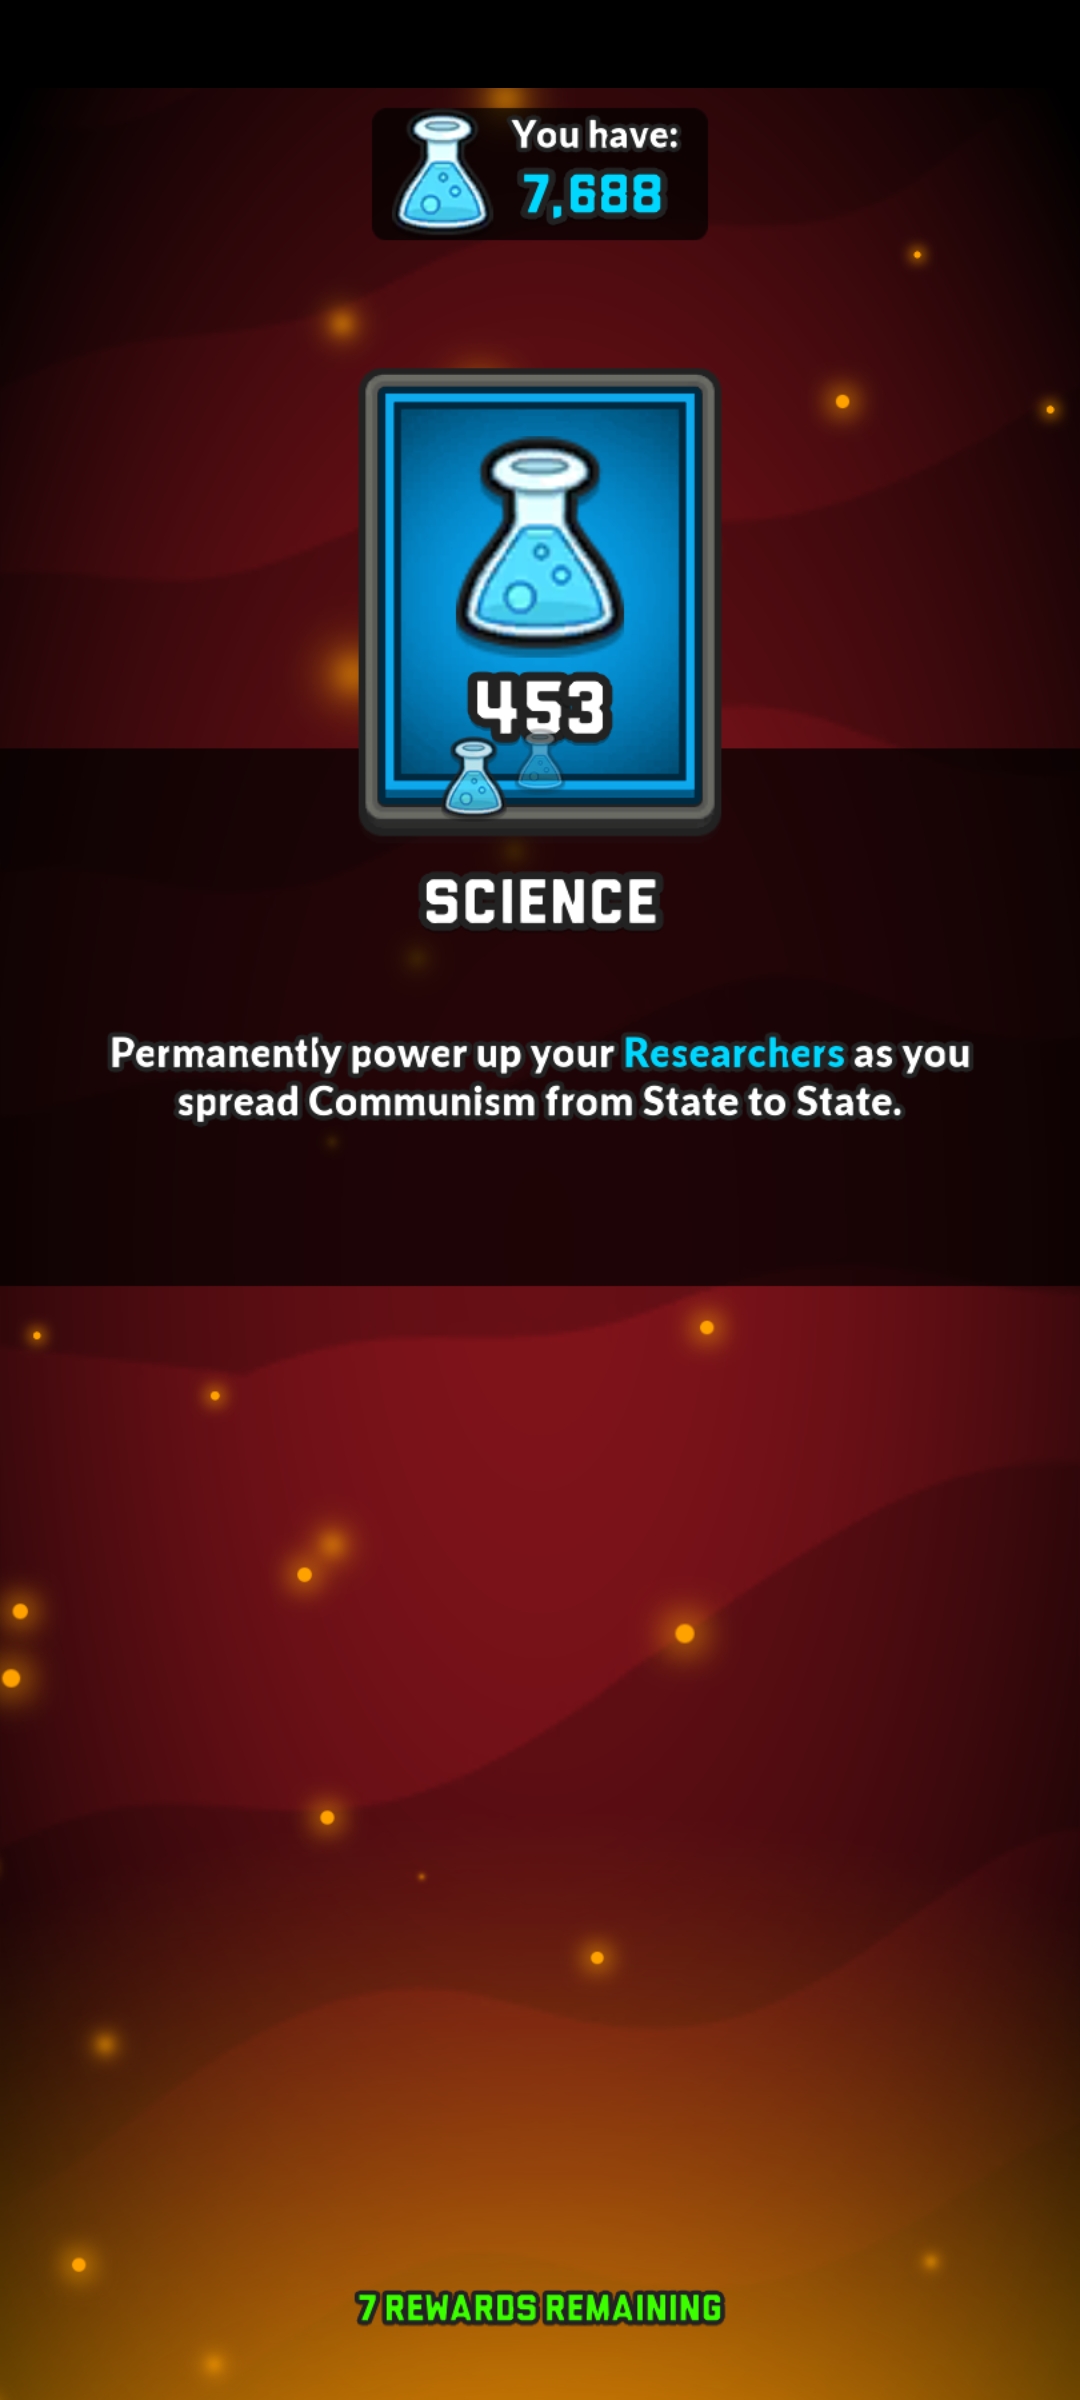 You have:
7,688
453
SCIENCE
Permanently power up your Researchers as you
spread Communism from State to State.
7 REWARDS REMAINING